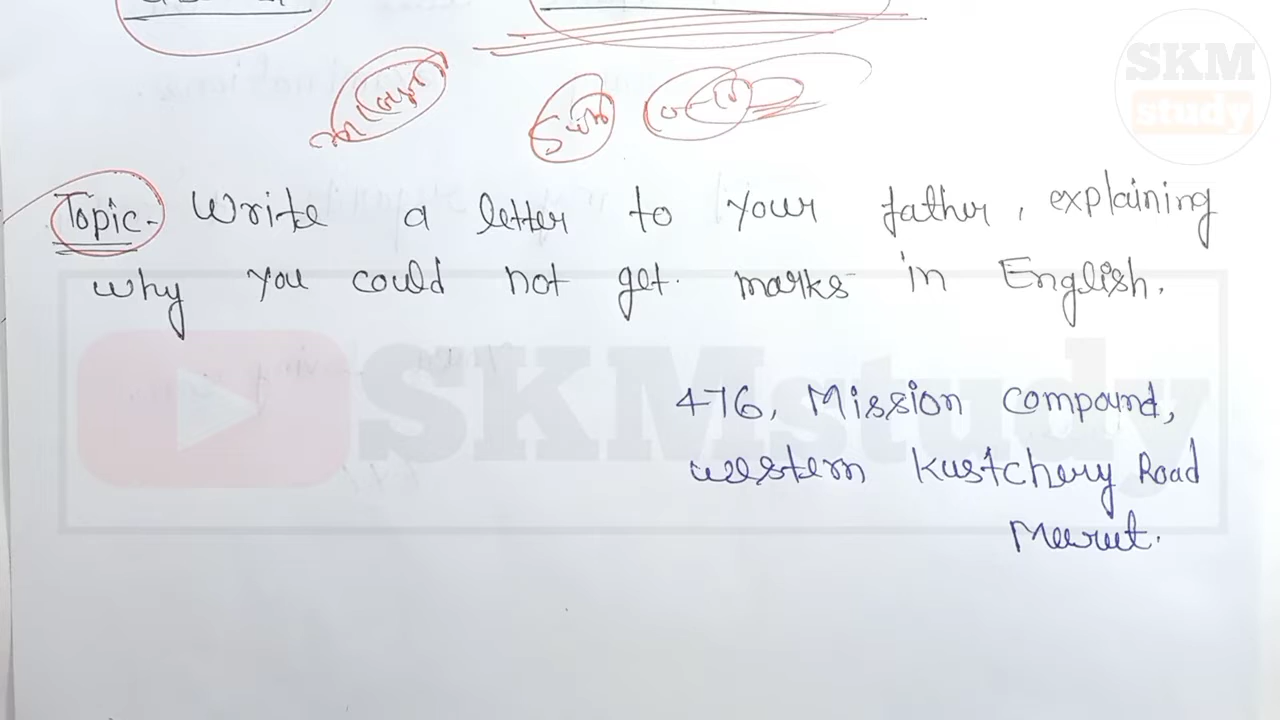 SKM
study
Topic- Write a letter to your father, explaining
why you could not get marks in English.
SKMstudy
476, Mission Compound,
Western Kustchery Road
Meerut.